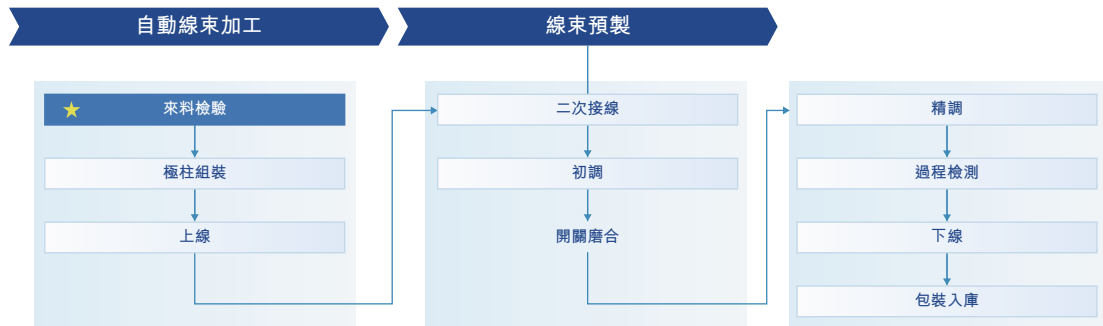 自動線束加工
線束預製
來料檢驗
極柱組裝
上線
二次接線
初調
開關磨合
精調
過程檢測
下線
包裝入庫